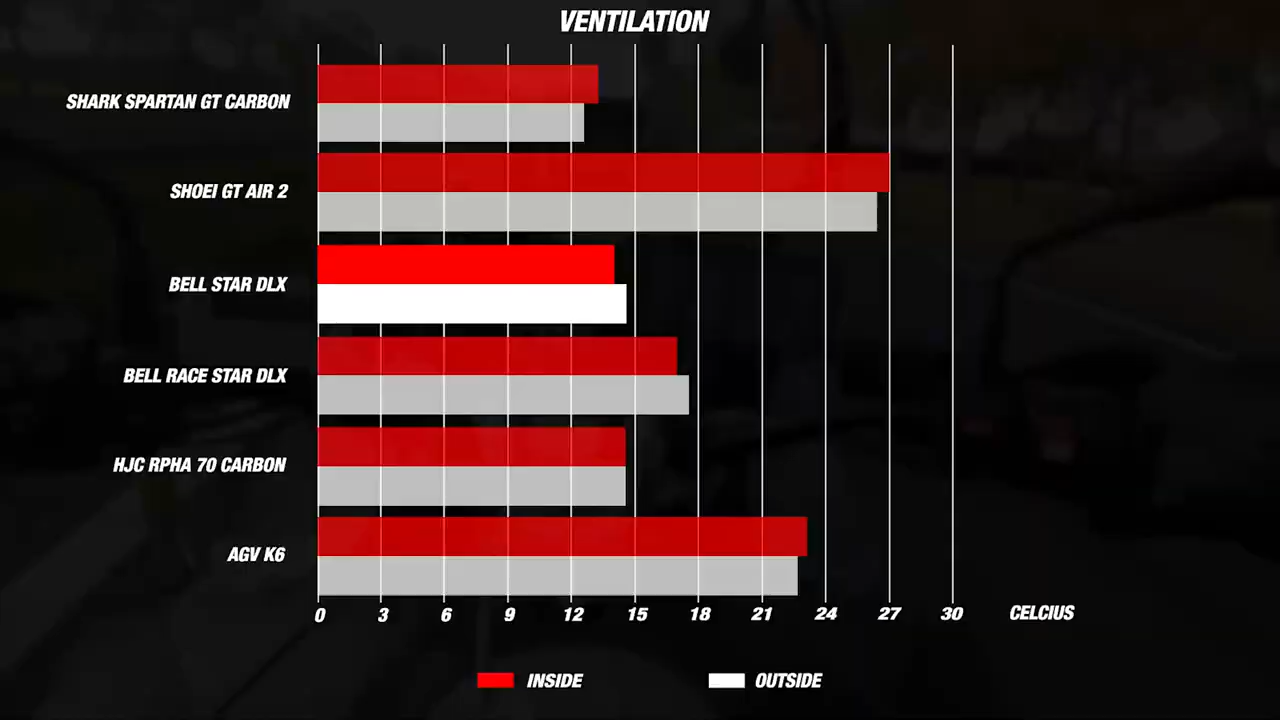 VENTILATION
SHARK SPARTAN GT CARBON
SHOEI GT AIR 2
BELL STAR DLX
BELL RACE STAR DLX
HJC RPHA 70 CARBON
AGV K6
0 3 6 9 12 15 18 21 24 27 30 CELCIUS
INSIDE OUTSIDE